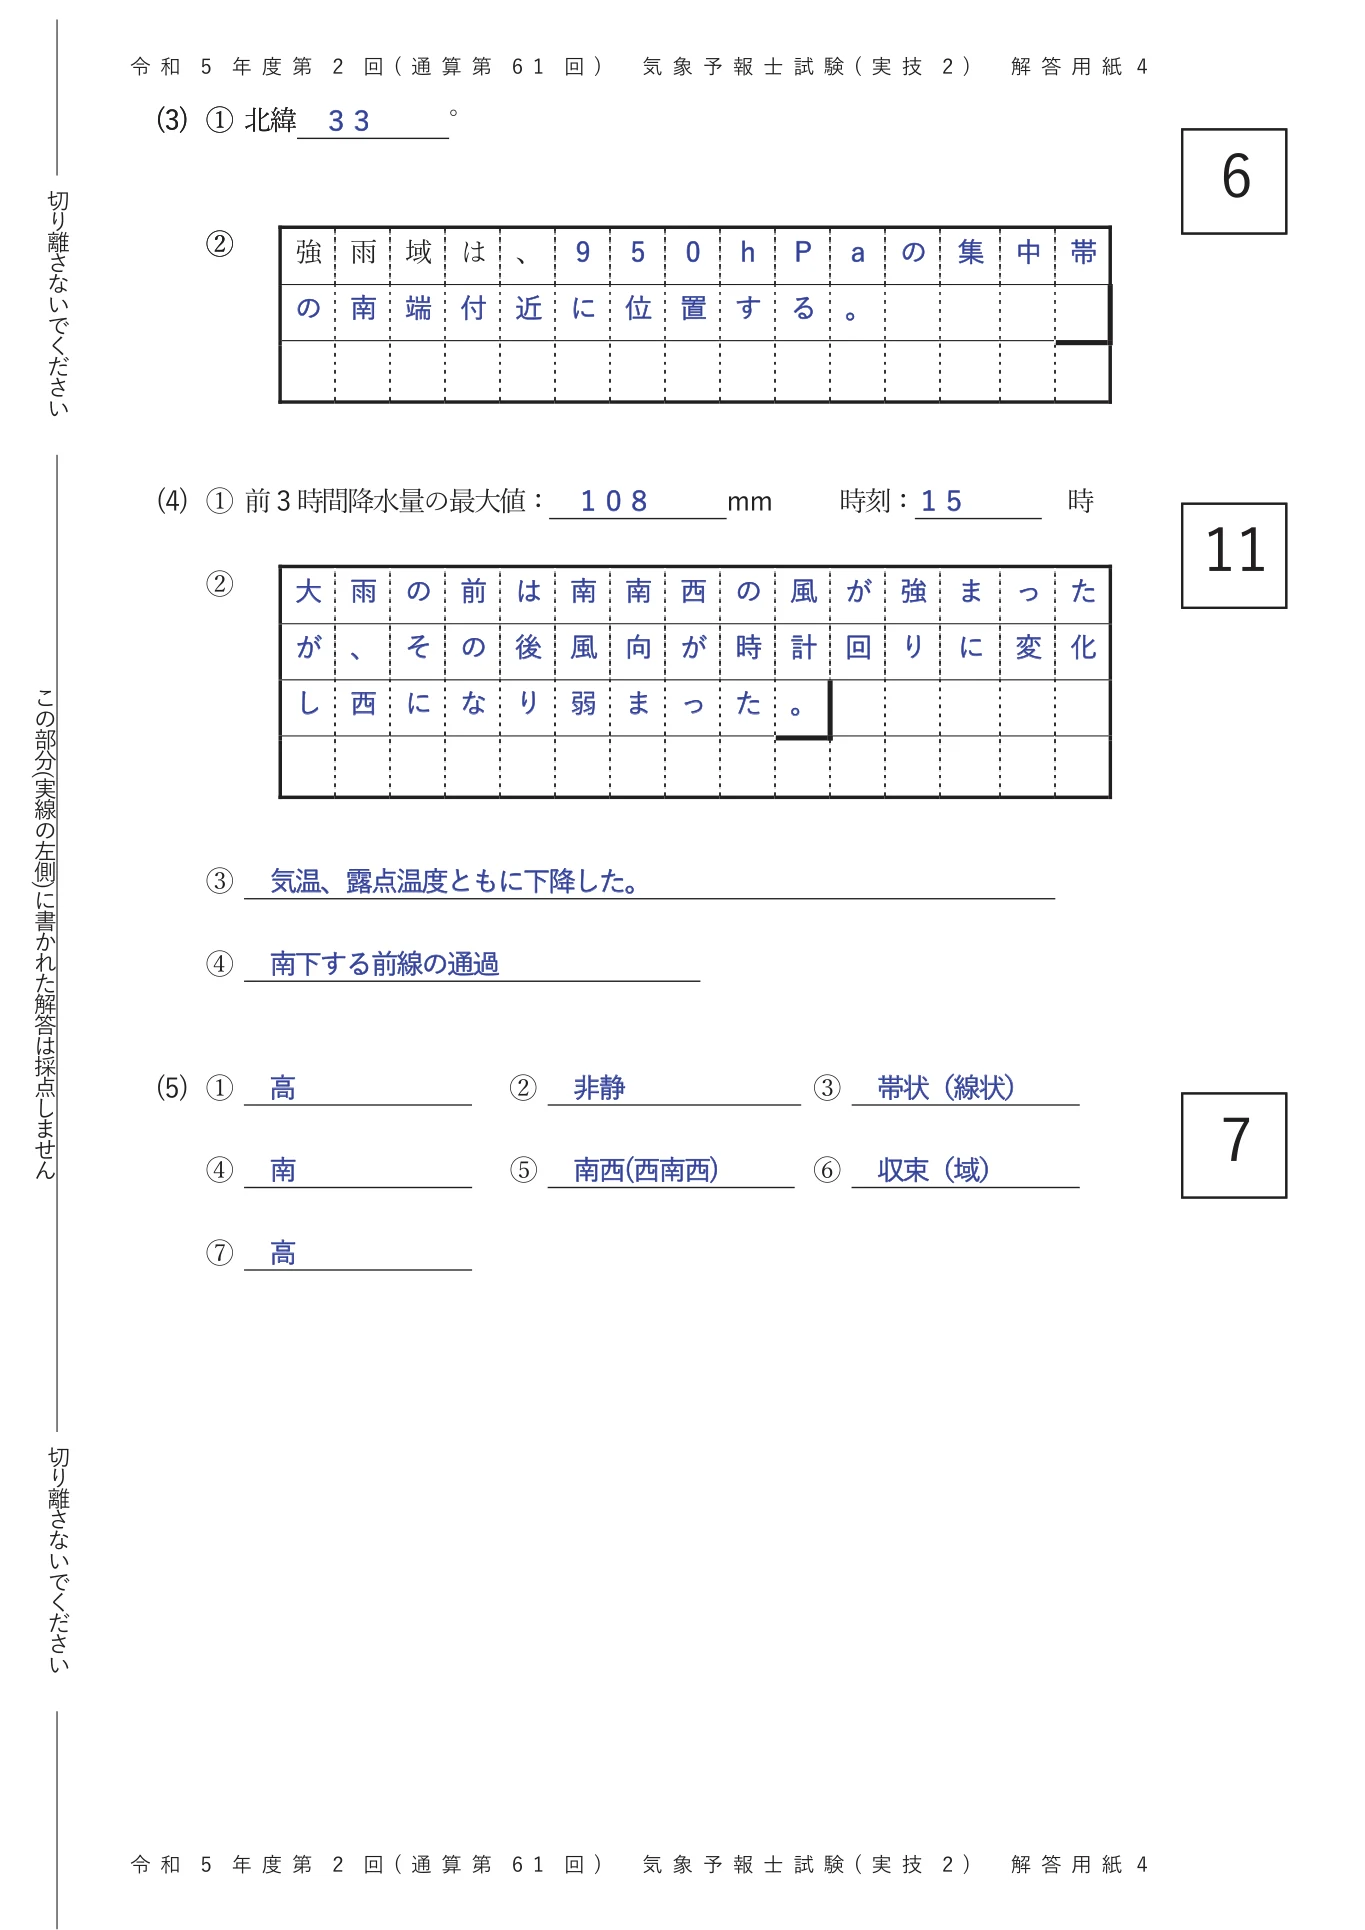 令和5年度第2回(通算第61回) 気象予報士試験(実技2) 解答用紙4
(3) ① 北緯 33 °
6
② 強雨域は、950hPaの集中帯
の南端付近に位置する。
(4) ① 前3時間降水量の最大値： 108 mm 時刻：15 時
11
② 大雨の前は南南西の風が強まった
が、その後風向が時計回りに変化
し西になり弱まった。
③ 気温、露点温度ともに下降した。
④ 南下する前線の通過
(5) ① 高 ② 非静 ③ 帯状（線状）
7
④ 南 ⑤ 南西(西南西) ⑥ 収束（域）
⑦ 高
令和5年度第2回(通算第61回) 気象予報士試験(実技2) 解答用紙4
切り離さないでください
この部分(実線の左側)に書かれた解答は採点しません
切り離さないでください